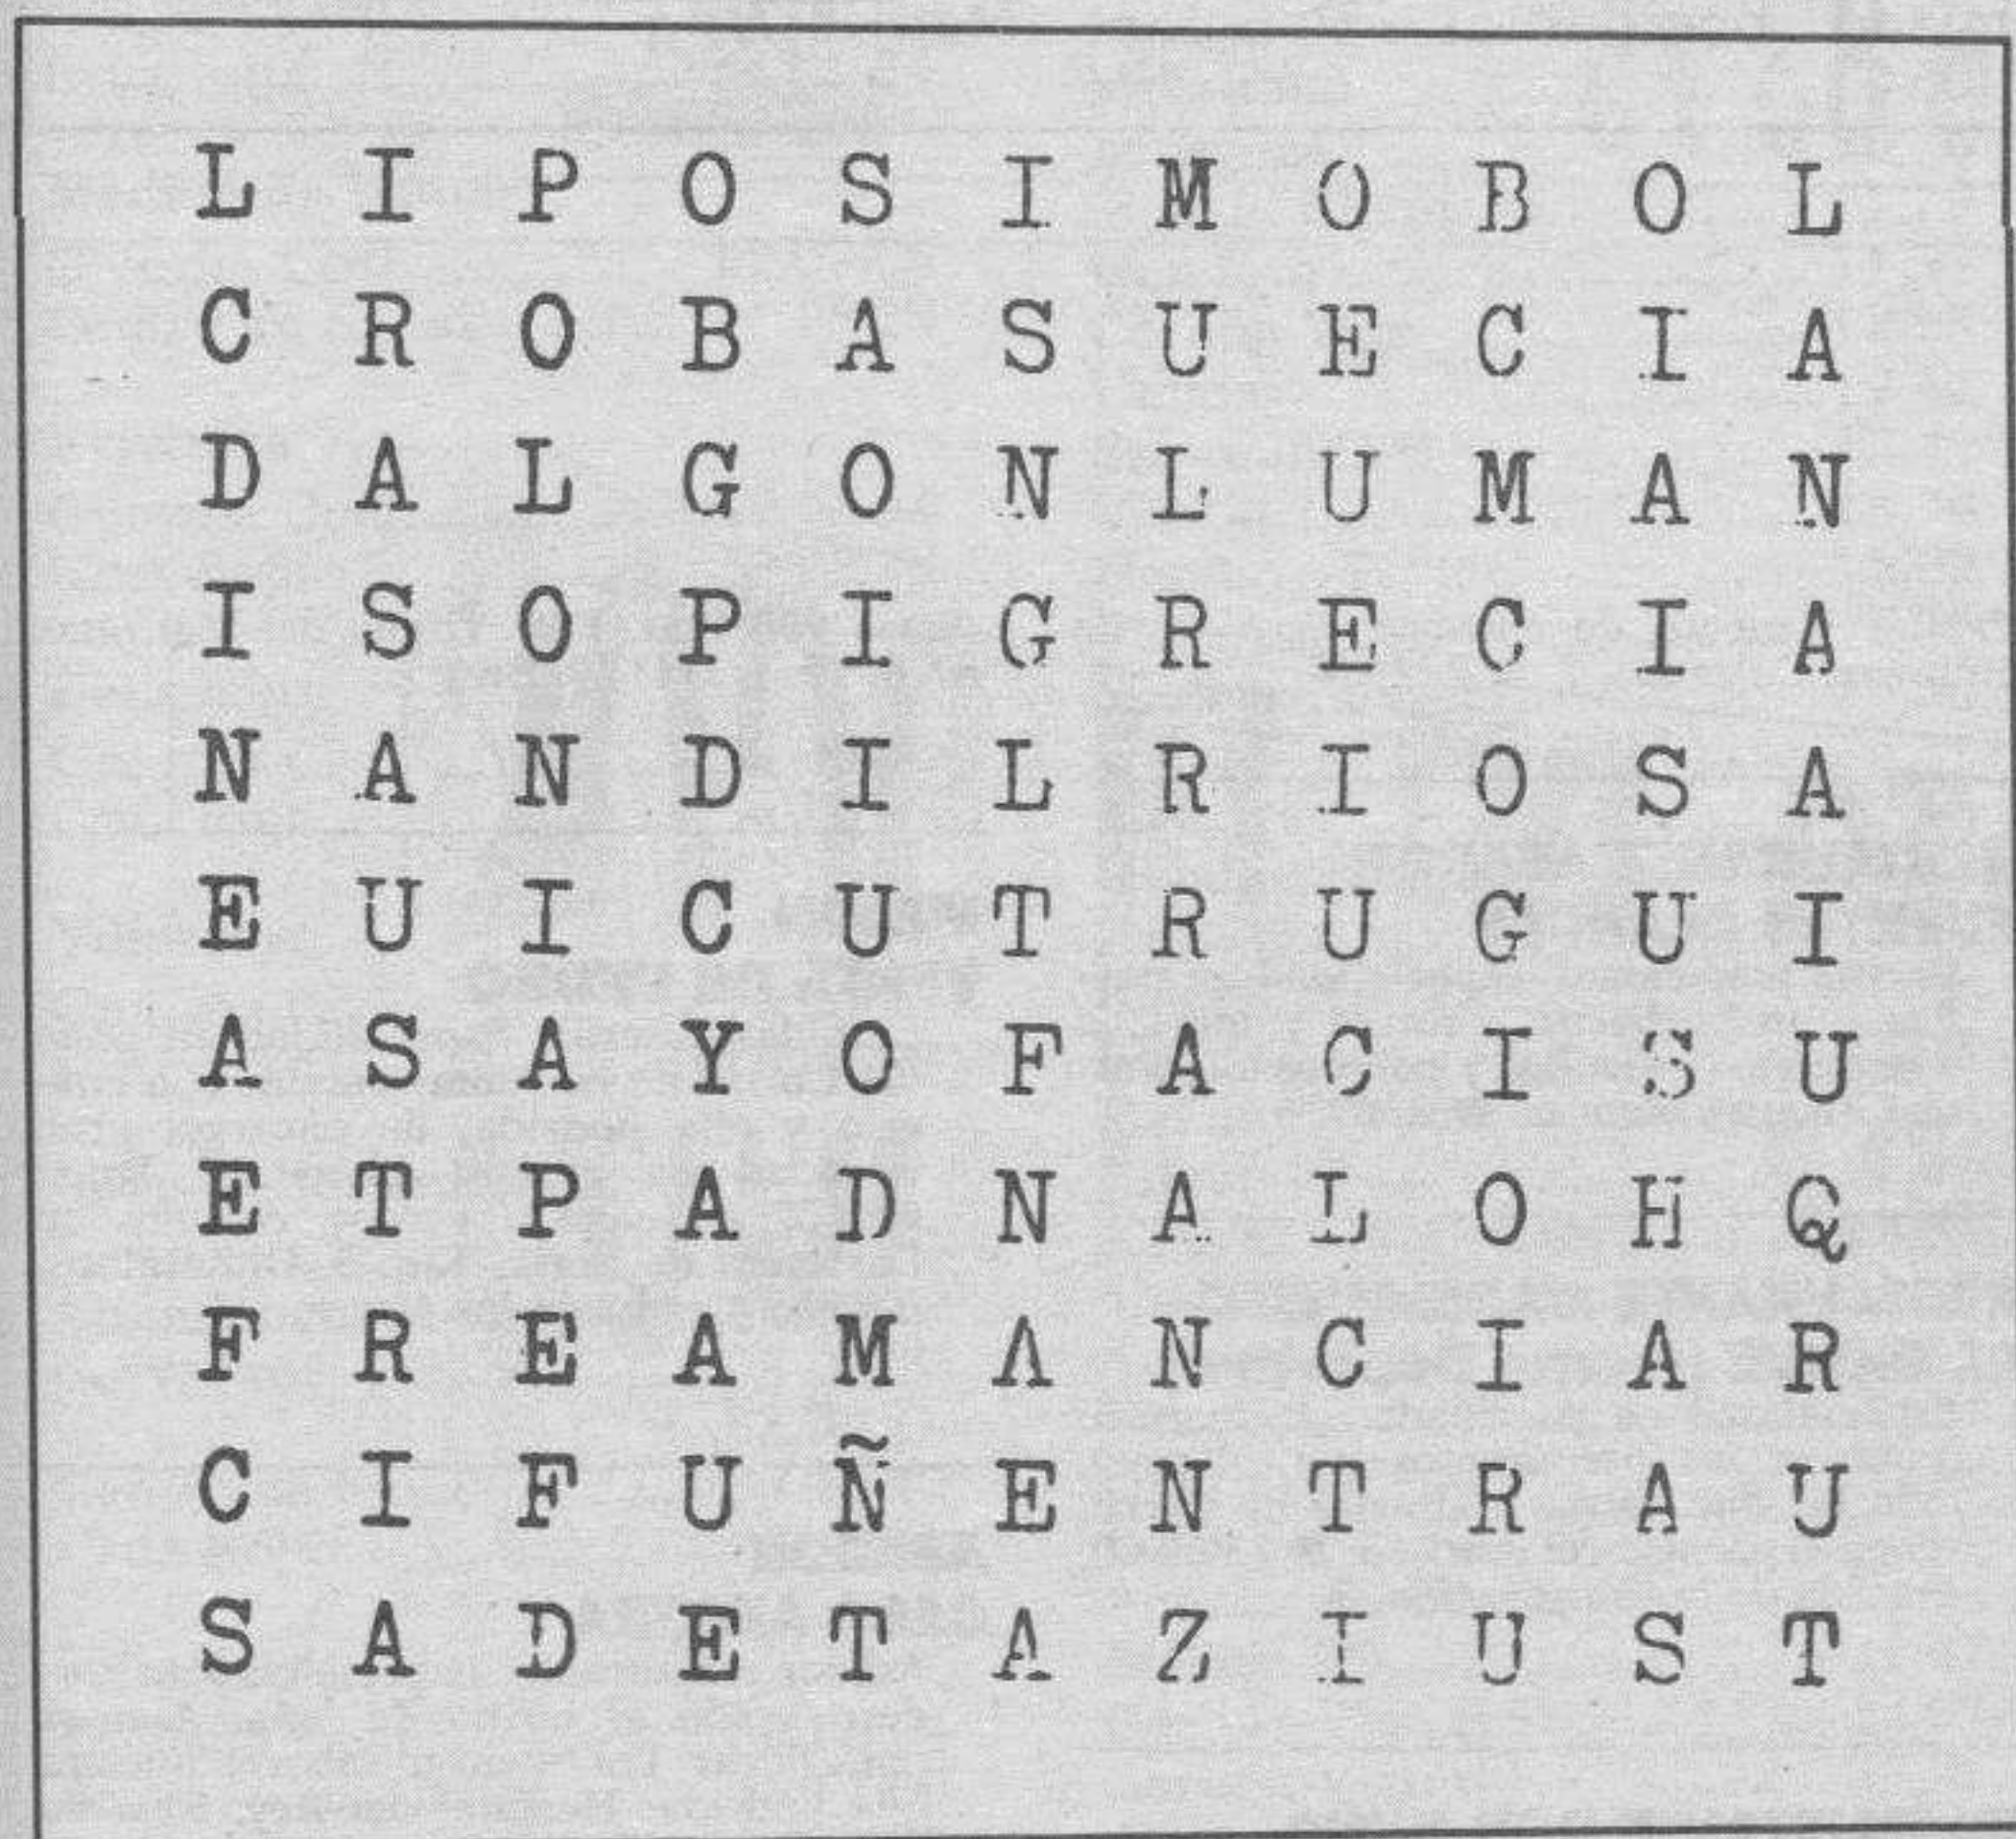 L I P O S I M O B O L
C R O B A S U E C I A
D A L G O N L U M A N
I S O P I G R E C I A
N A N D I L R I O S A
E U I C U T R U G U I
A S A Y O F A C I S U
E T P A D N A L O H Q
F R E A M A N C I A R
C I F U Ñ E N T R A U
S A D E T A Z I U S T